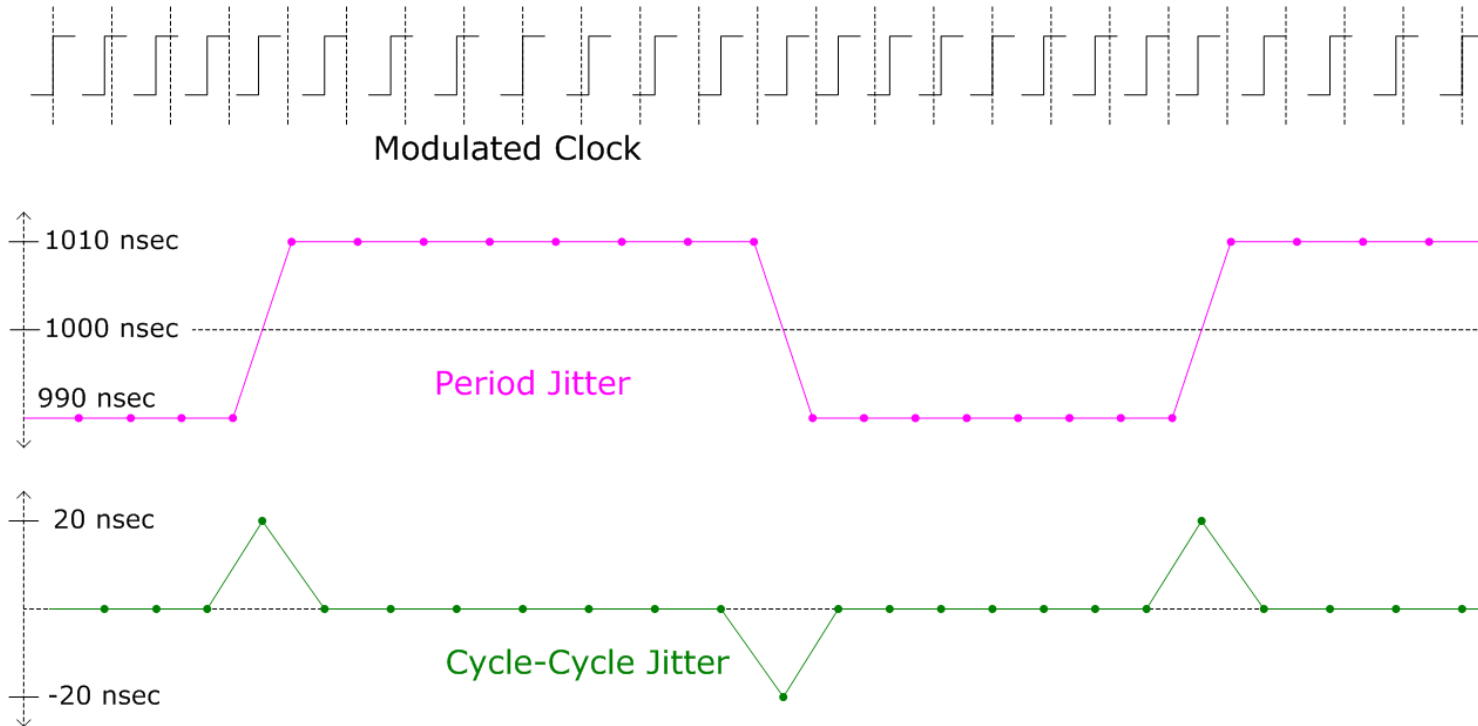 Modulated Clock
1010 nsec
1000 nsec
990 nsec
Period Jitter
20 nsec
Cycle-Cycle Jitter
-20 nsec